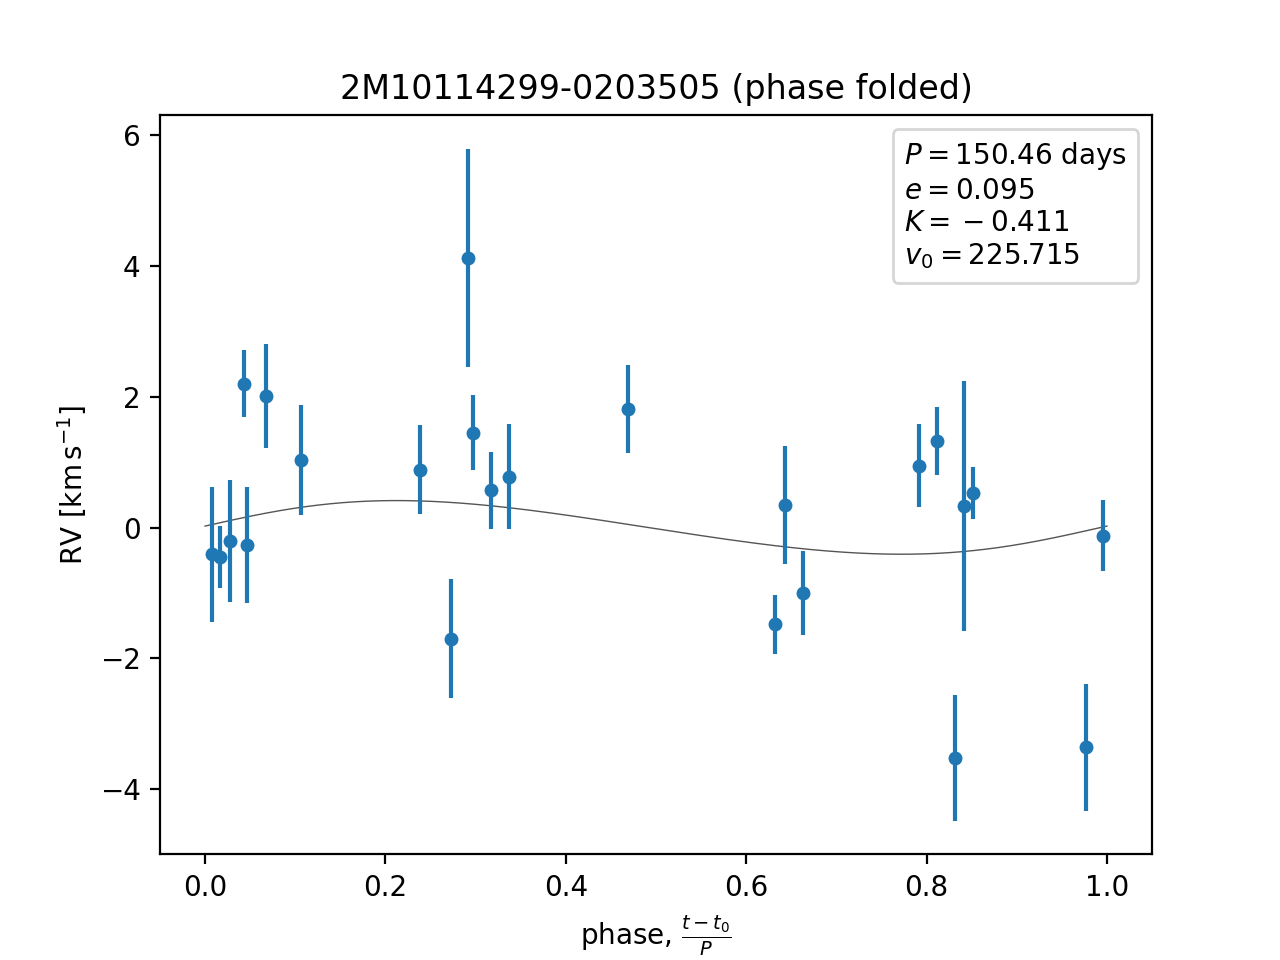 2M10114299-0203505 (phase folded)
P = 150.46 days
e = 0.095
K = −0.411
v₀ = 225.715
RV [km s⁻¹]
6
4
2
0
−2
−4
0.0 0.2 0.4 0.6 0.8 1.0
phase, (t − t₀)/P